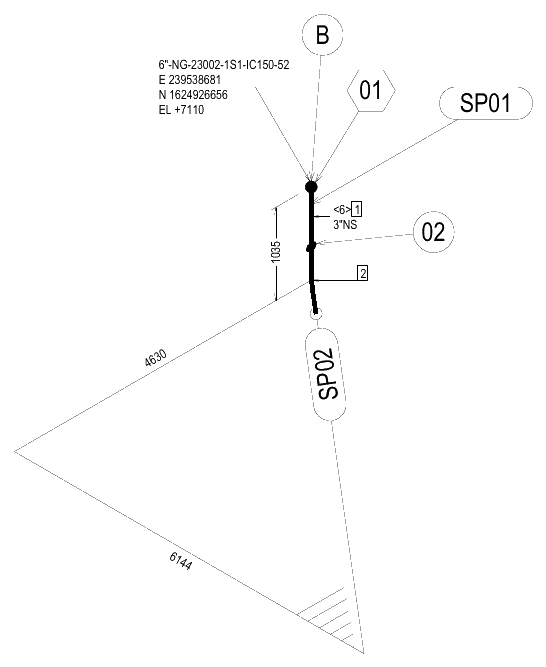 B
6"-NG-23002-1S1-IC150-52
E 239538681
N 1624926656
EL +7110
01
SP01
<6> 1
3"NS
02
1035
2
4630
SP02
6144